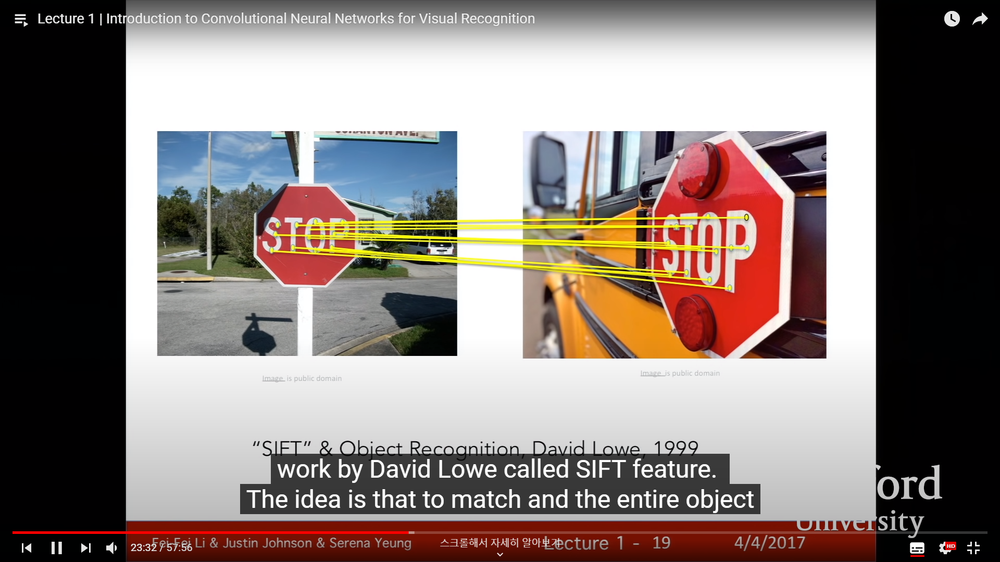 Lecture 1 | Introduction to Convolutional Neural Networks for Visual Recognition
STOP
STOP
Image is public domain
Image is public domain
“SIFT” & Object Recognition, David Lowe, 1999
work by David Lowe called SIFT feature.
The idea is that to match and the entire object
University
Fei-Fei Li & Justin Johnson & Serena Yeung
Lecture 1 - 19
4/4/2017
23:32 / 57:56
스크롤해서 자세히 알아보기
HD